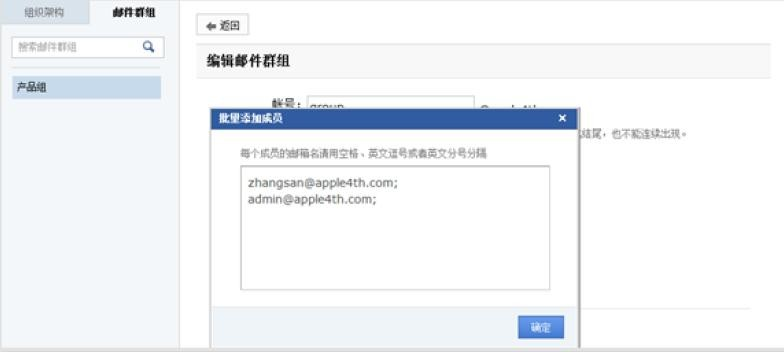 组织架构
邮件群组
返回
搜索邮件群组
编辑邮件群组
产品组
帐号：
group
批量添加成员
结尾，也不能连续出现。
每个成员的邮箱名请用空格、英文逗号或者英文分号分隔
zhangsan@apple4th.com;
admin@apple4th.com;
确定